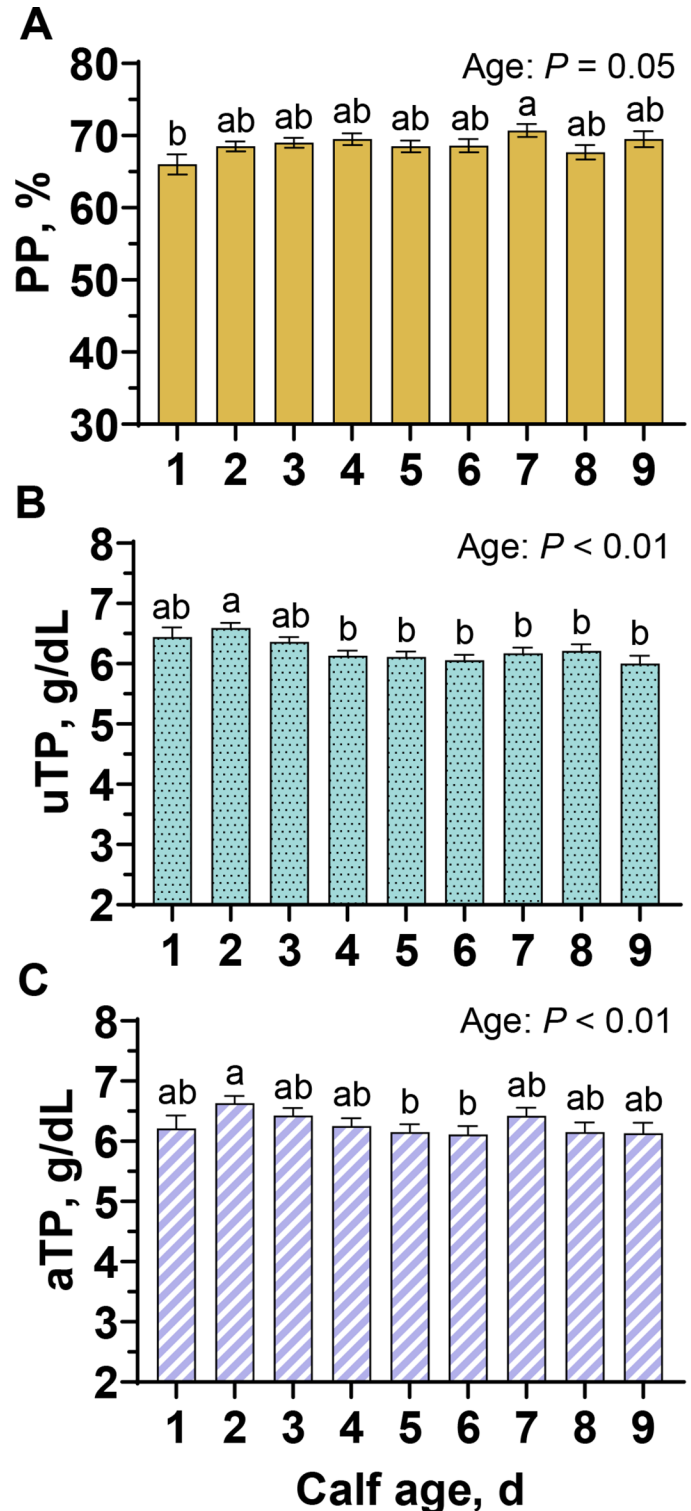 A
Age: P = 0.05
PP, %
80
70
60
50
40
30
b ab ab ab ab ab a ab ab
1 2 3 4 5 6 7 8 9
B
Age: P < 0.01
uTP, g/dL
8
7
6
5
4
3
2
ab a ab b b b b b b
1 2 3 4 5 6 7 8 9
C
Age: P < 0.01
aTP, g/dL
8
7
6
5
4
3
2
ab a ab ab b b ab ab ab
1 2 3 4 5 6 7 8 9
Calf age, d